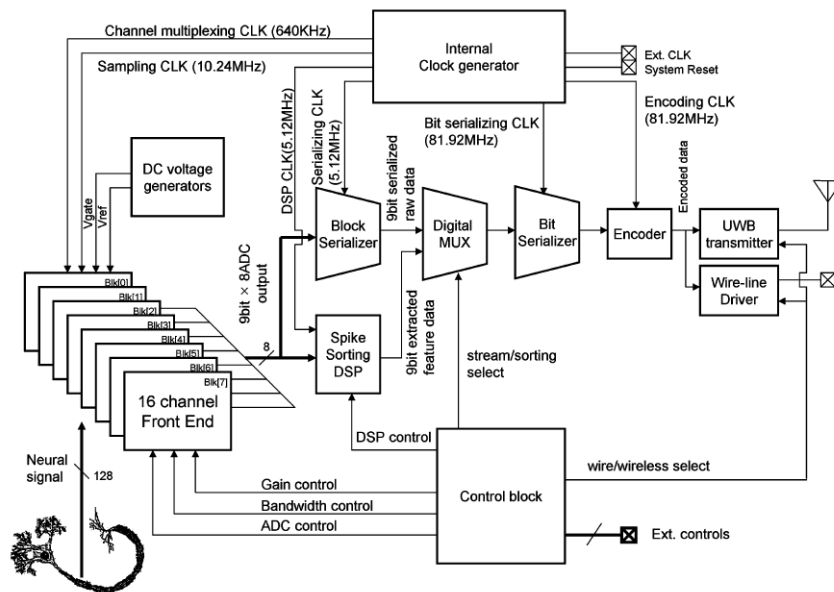 Channel multiplexing CLK (640KHz)
Sampling CLK (10.24MHz)
Internal
Clock generator
Ext. CLK
System Reset
Encoding CLK
(81.92MHz)
Bit serializing CLK
(81.92MHz)
DC voltage
generators
Vgate
Vref
DSP CLK(5.12MHz)
Serializing CLK
(5.12MHz)
9bit serialized
raw data
Encoded data
Block
Serializer
Digital
MUX
Bit
Serializer
Encoder
UWB
transmitter
Wire-line
Driver
Blk[0]
Blk[1]
Blk[2]
Blk[3]
Blk[4]
Blk[5]
Blk[6]
Blk[7]
16 channel
Front End
9bit × 8ADC
output
8
Spike
Sorting
DSP
9bit extracted
feature data
stream/sorting
select
DSP control
Neural
signal
128
Gain control
Bandwidth control
ADC control
Control block
wire/wireless select
Ext. controls